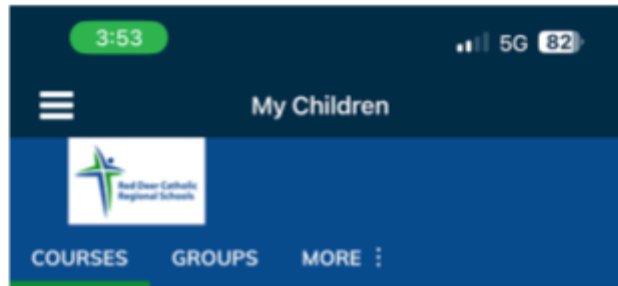 3:53 5G 82
My Children
Red Deer Catholic
Regional Schools
COURSES GROUPS MORE